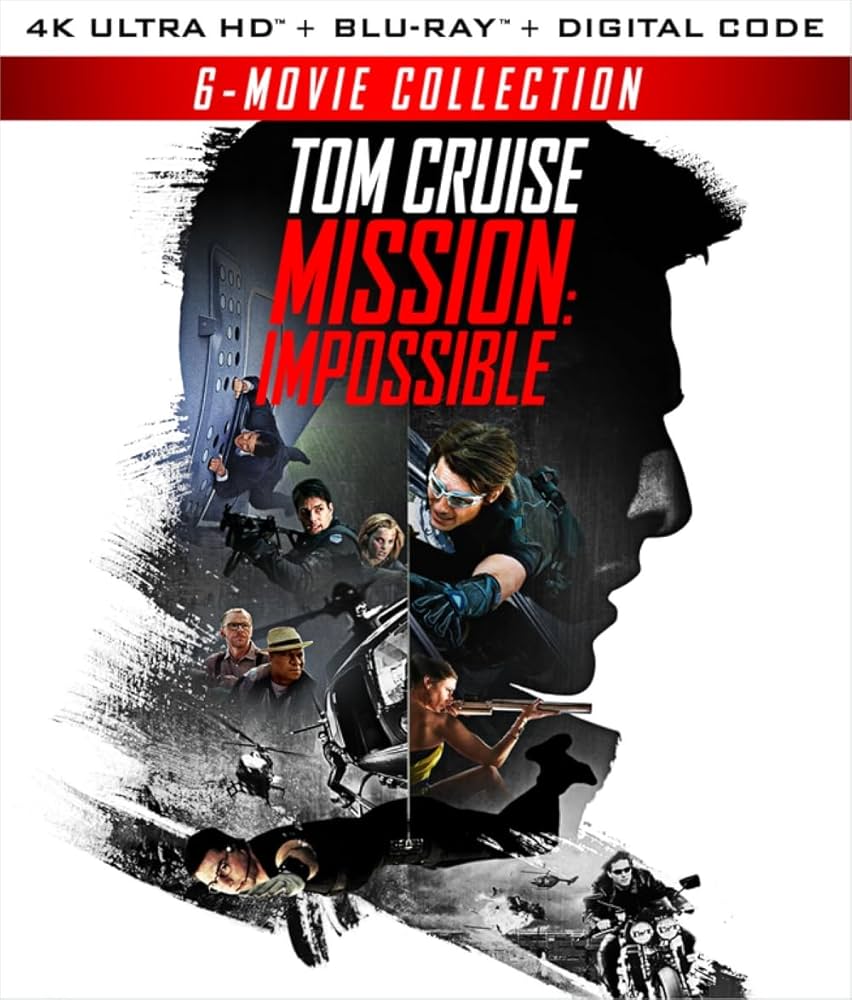 4K ULTRA HD™ + BLU-RAY™ + DIGITAL CODE
6-MOVIE COLLECTION
TOM CRUISE
MISSION:
IMPOSSIBLE